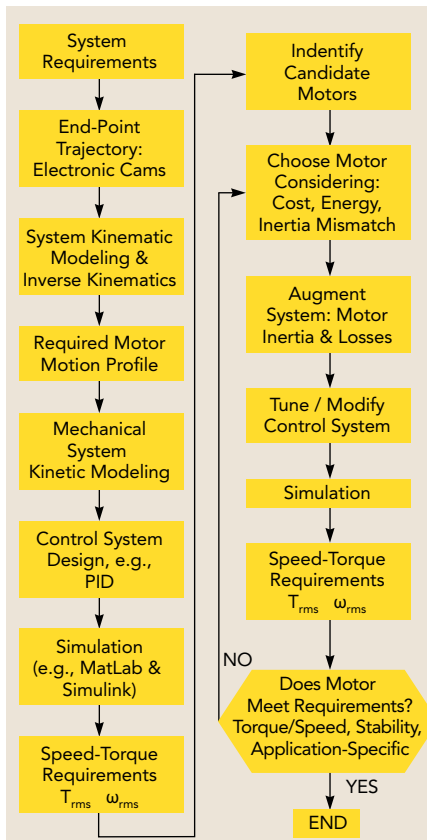 System
Requirements
End-Point
Trajectory:
Electronic Cams
System Kinematic
Modeling &
Inverse Kinematics
Required Motor
Motion Profile
Mechanical
System
Kinetic Modeling
Control System
Design, e.g.,
PID
Simulation
(e.g., MatLab &
Simulink)
Speed-Torque
Requirements
Trms ωrms
Indentify
Candidate
Motors
Choose Motor
Considering:
Cost, Energy,
Inertia Mismatch
Augment
System: Motor
Inertia & Losses
Tune / Modify
Control System
Simulation
Speed-Torque
Requirements
Trms ωrms
NO
Does Motor
Meet Requirements?
Torque/Speed, Stability,
Application-Specific
YES
END